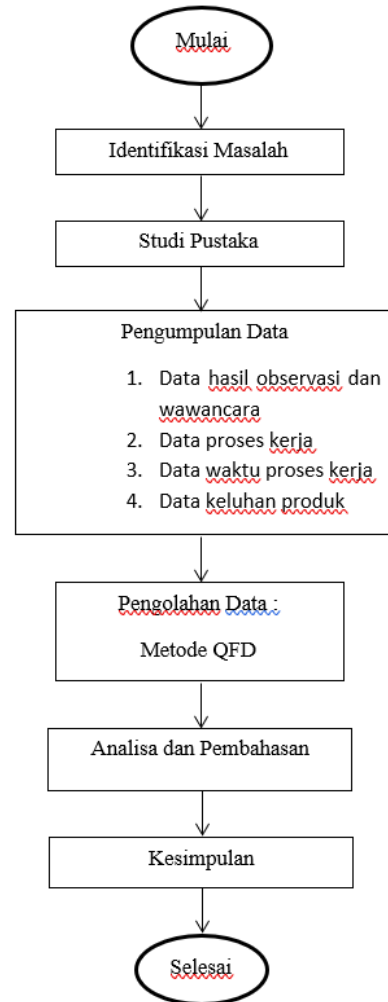 Mulai
Identifikasi Masalah
Studi Pustaka
Pengumpulan Data
1. Data hasil observasi dan
wawancara
2. Data proses kerja
3. Data waktu proses kerja
4. Data keluhan produk
Pengolahan Data :
Metode QFD
Analisa dan Pembahasan
Kesimpulan
Selesai